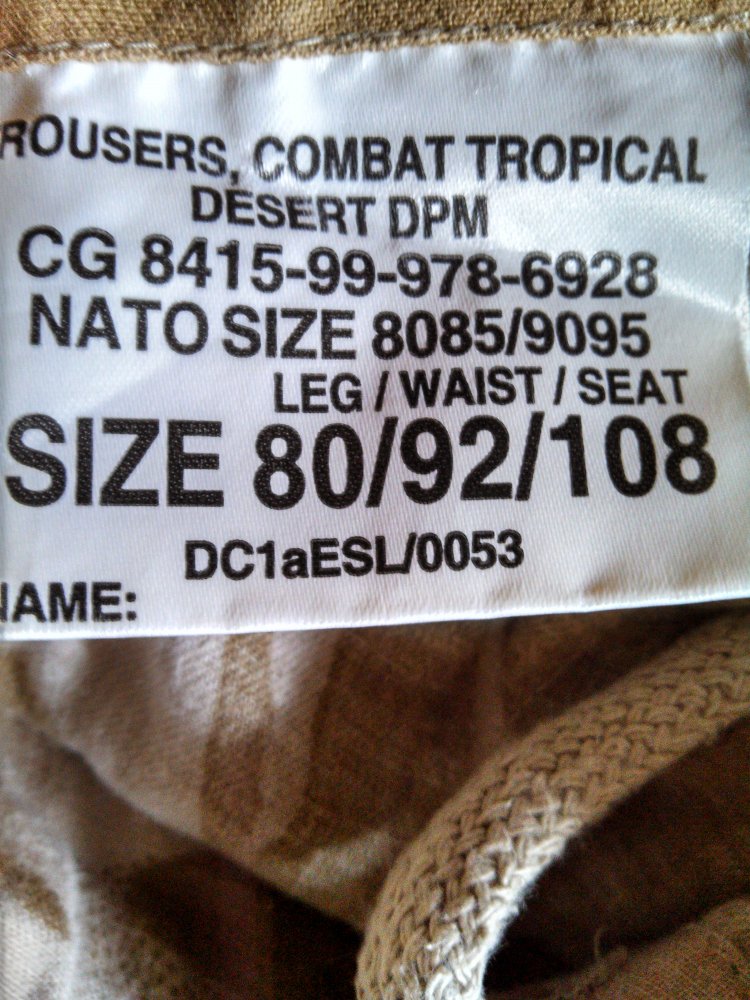 ROUSERS, COMBAT TROPICAL
DESERT DPM
CG 8415-99-978-6928
NATO SIZE 8085/9095
LEG / WAIST / SEAT
SIZE 80/92/108
DC1aESL/0053
AME: